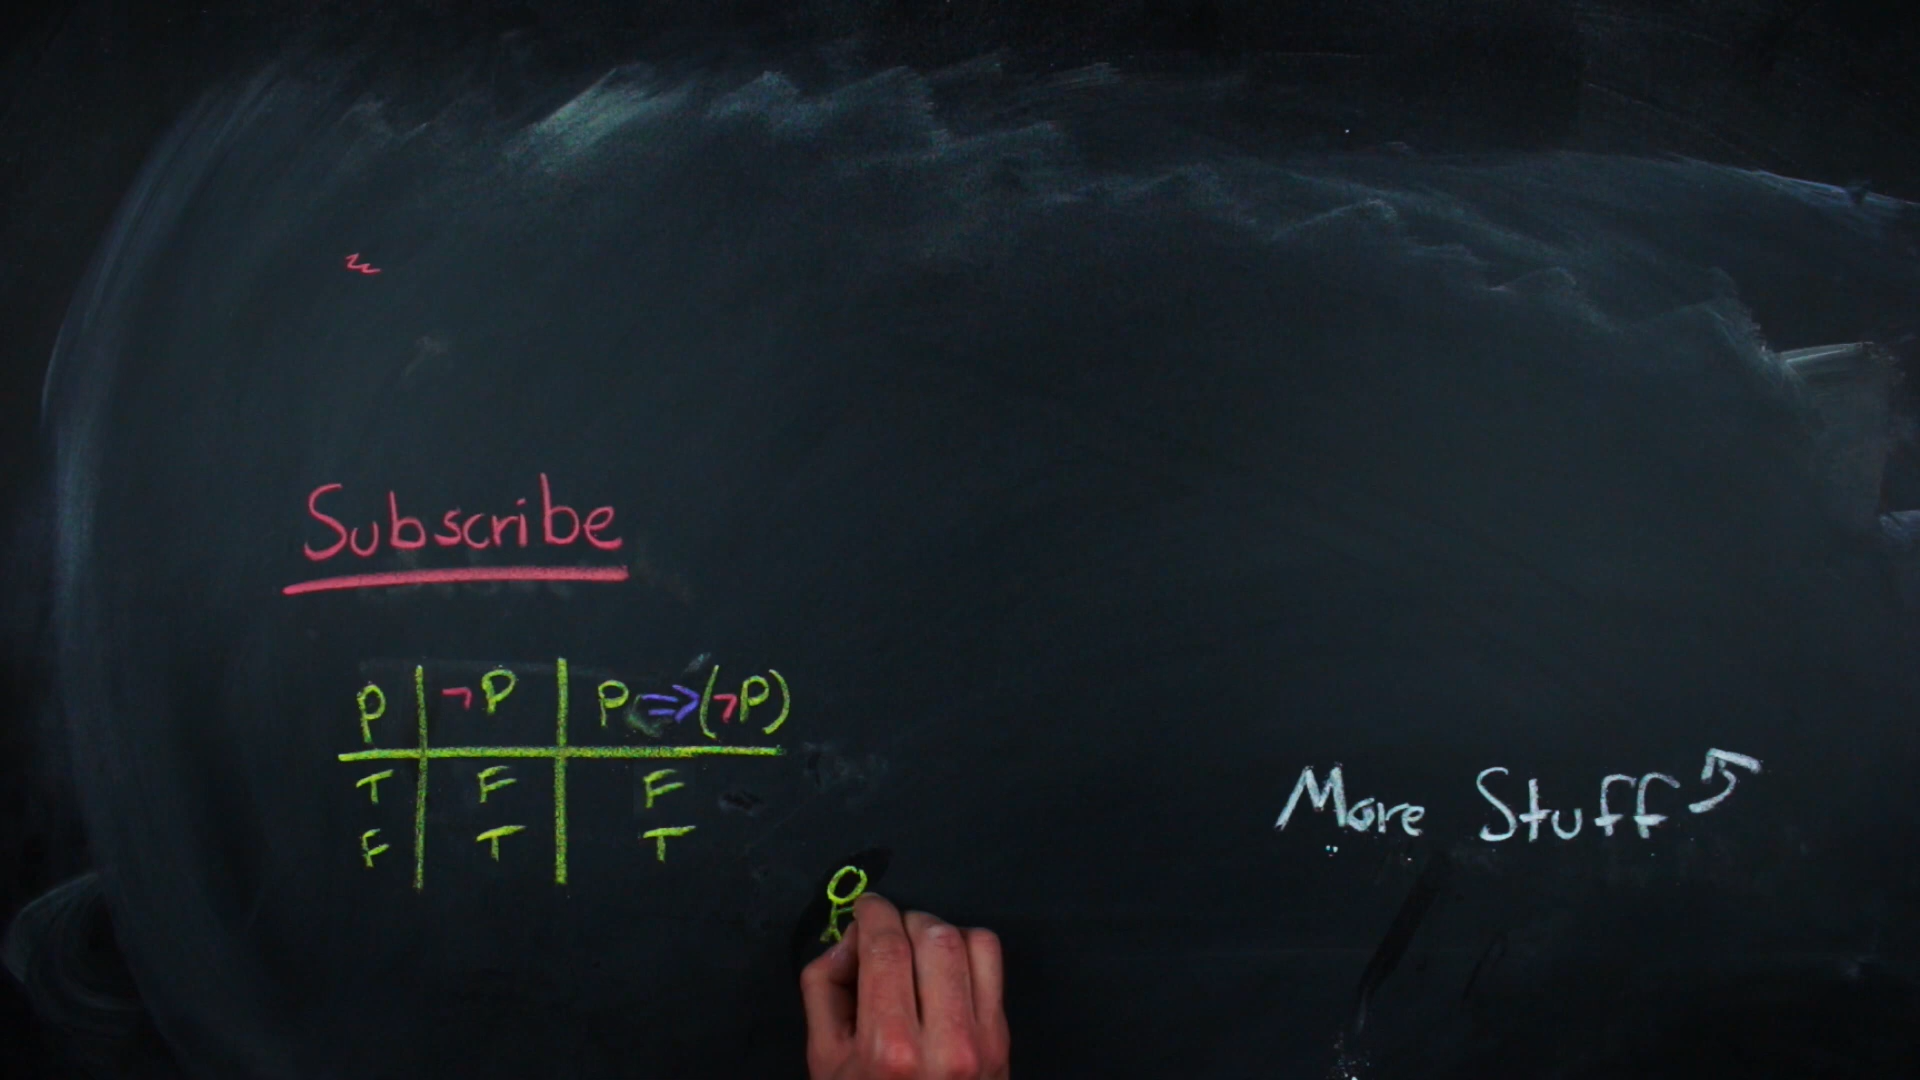 Subscribe
P ¬P P⇒(¬P)
T F F
F T T
More Stuff